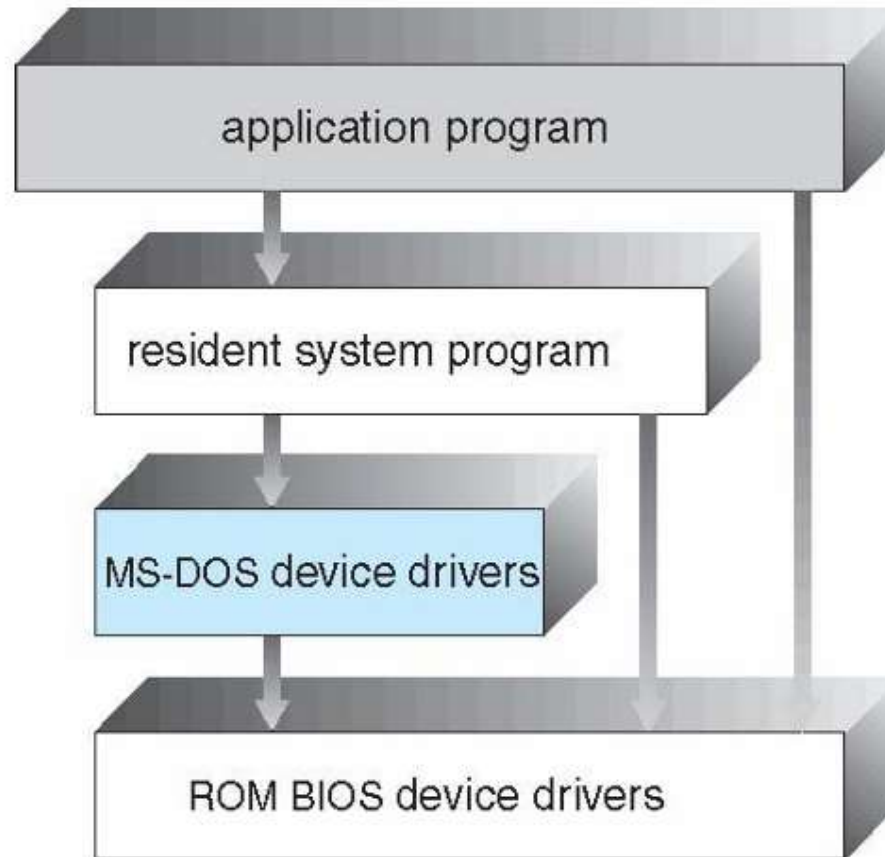 application program
resident system program
MS-DOS device drivers
ROM BIOS device drivers